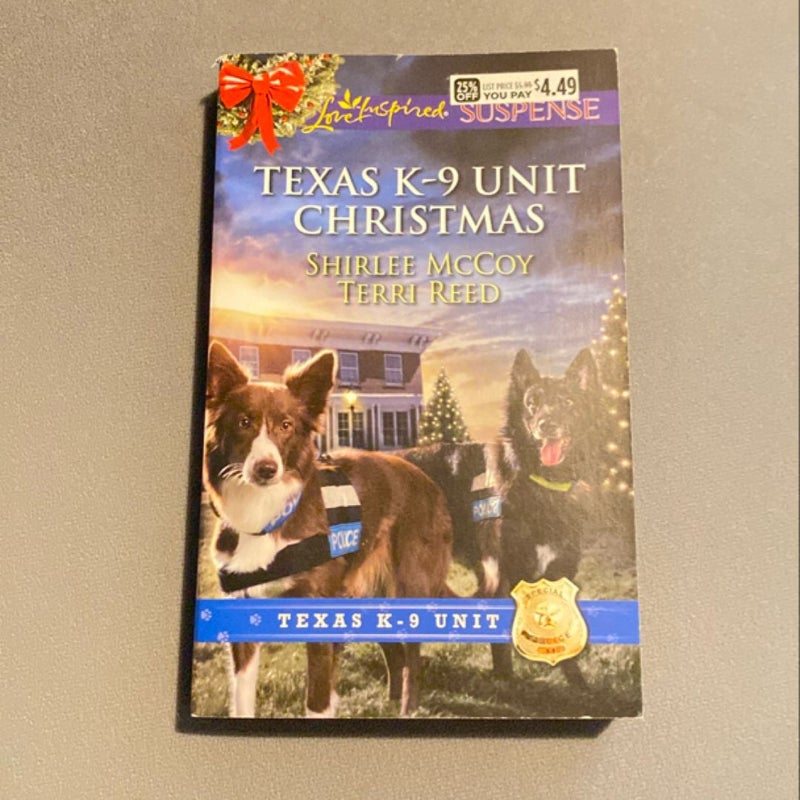 Love Inspired®
25% OFF LIST PRICE $5.99 YOU PAY $4.49
SUSPENSE
TEXAS K-9 UNIT
CHRISTMAS
SHIRLEE MCCOY
TERRI REED
POLICE
POLICE
TEXAS K-9 UNIT
SPECIAL